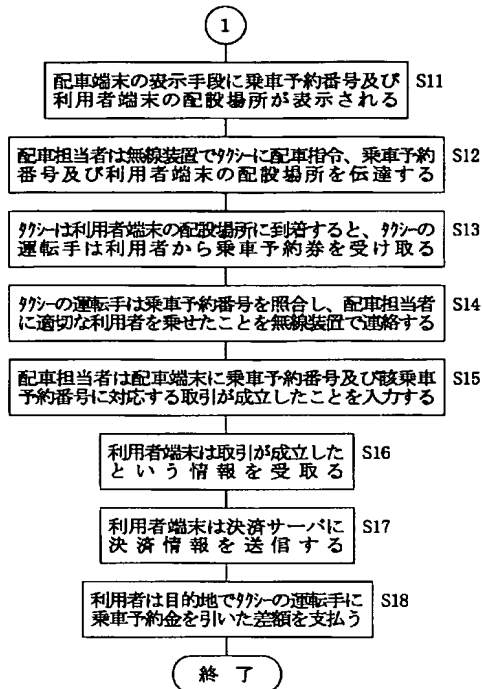 1
配車端末の表示手段に乗車予約番号及び S11
利用者端末の配設場所が表示される
配車担当者は無線装置でタクシーに配車指令、乗車予約 S12
番号及び利用者端末の配設場所を伝達する
タクシーは利用者端末の配設場所に到着すると、タクシーの S13
運転手は利用者から乗車予約券を受け取る
タクシーの運転手は乗車予約番号を照合し、配車担当者 S14
に適切な利用者を乗せたことを無線装置で連絡する
配車担当者は配車端末に乗車予約番号及び該乗車 S15
予約番号に対応する取引が成立したことを入力する
利用者端末は取引が成立した S16
という情報を受取る
利用者端末は決済サーバに S17
決済情報を送信する
利用者は目的地でタクシーの運転手に S18
乗車予約金を引いた差額を支払う
終了